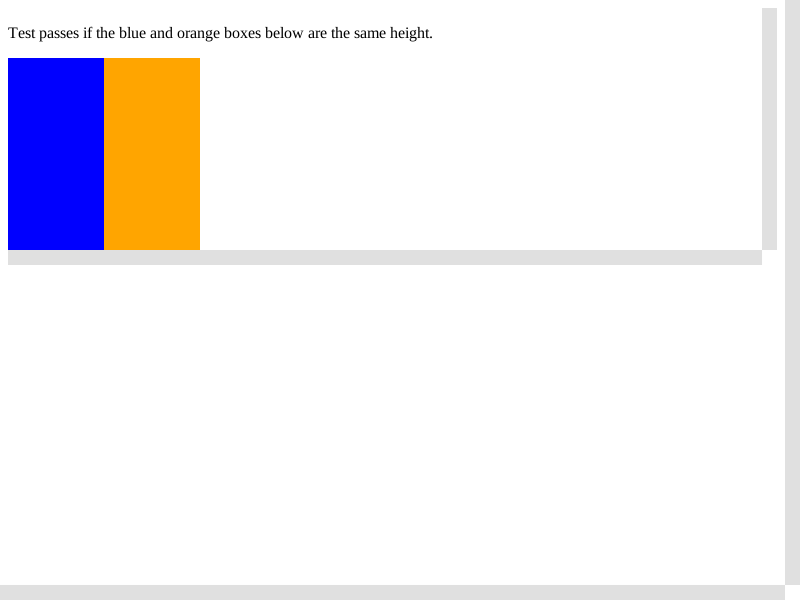 Test passes if the blue and orange boxes below are the same height.